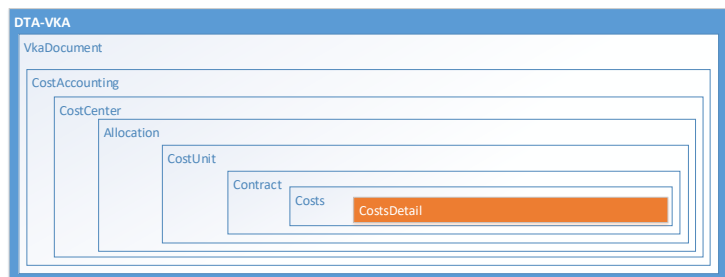 DTA-VKA
VkaDocument
CostAccounting
CostCenter
Allocation
CostUnit
Contract
Costs
CostsDetail